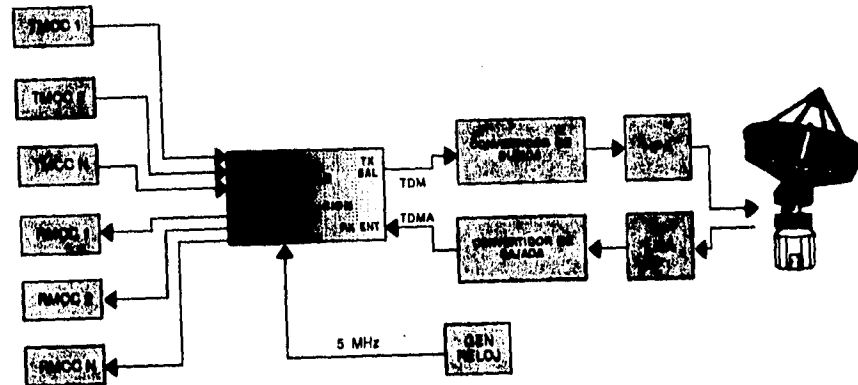 TMCC 1
TMCC 2
TMCC N
RMCC 1
RMCC 2
RMCC N
TX
SAL
RX ENT
TDM
TDMA
CONVERTIDOR DE
SUBIDA
CONVERTIDOR DE
BAJADA
HPA
5 MHz
GEN
RELOJ